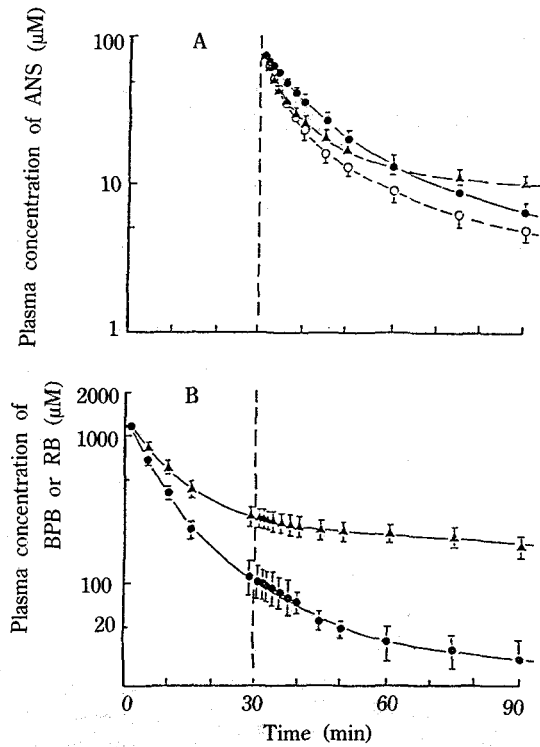 Plasma concentration of ANS (μM)
A
100
10
1
Plasma concentration of
BPB or RB (μM)
B
2000
1000
100
20
0
30
60
90
Time (min)